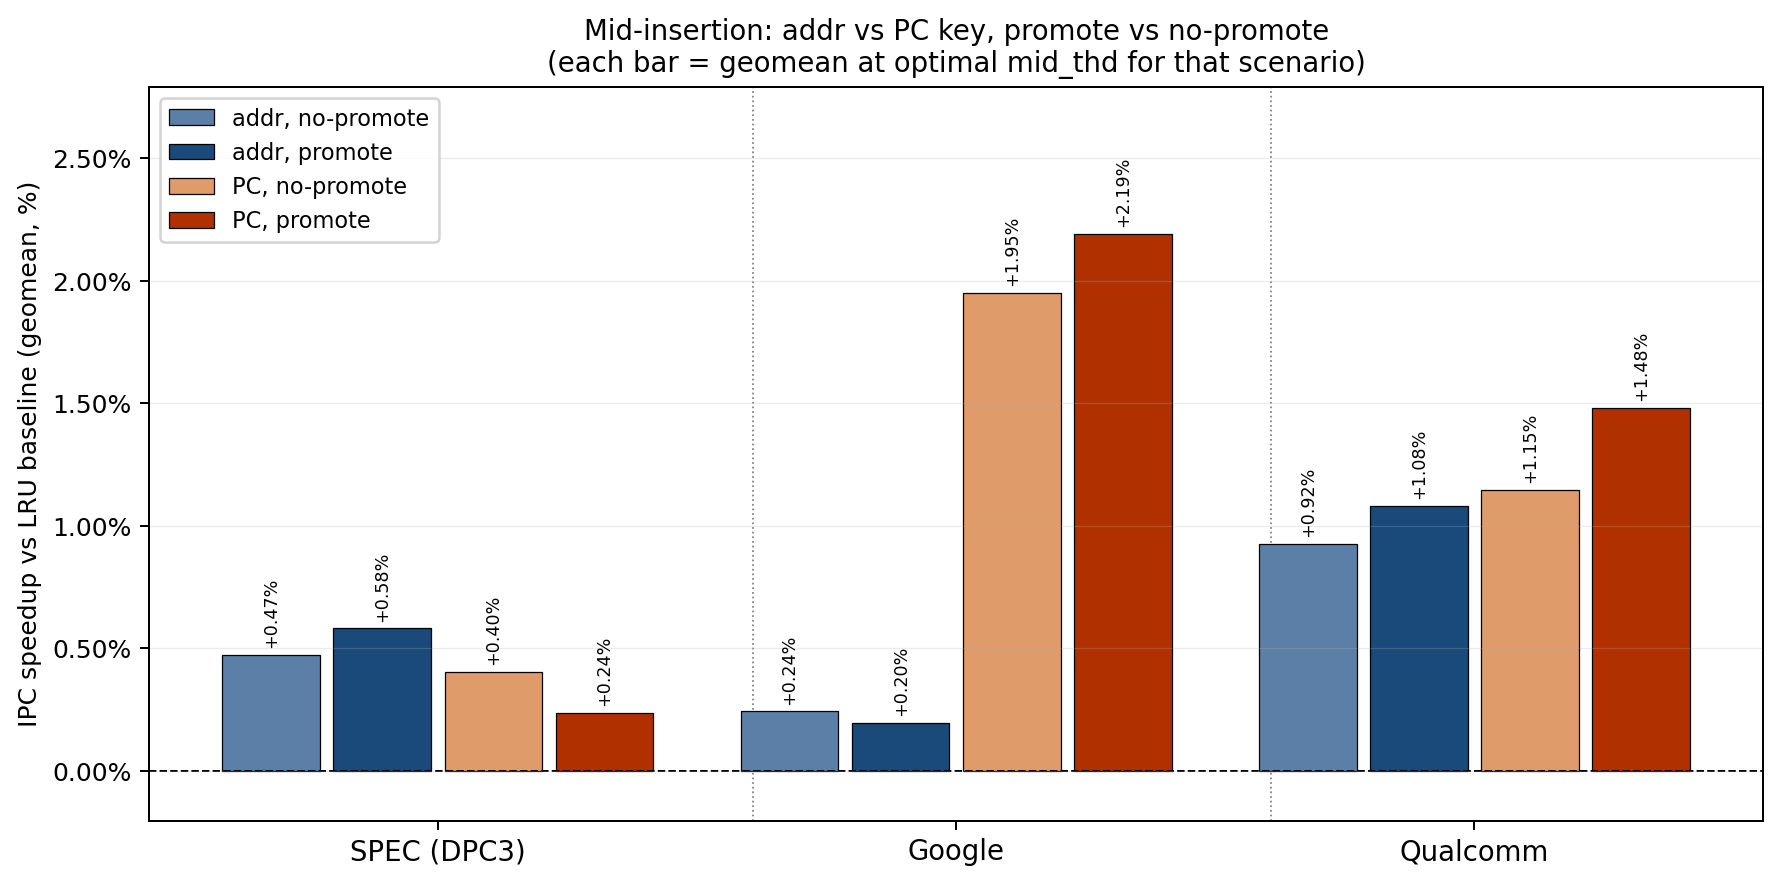 Mid-insertion: addr vs PC key, promote vs no-promote
(each bar = geomean at optimal mid_thd for that scenario)
IPC speedup vs LRU baseline (geomean, %)
2.50%
2.00%
1.50%
1.00%
0.50%
0.00%
addr, no-promote
addr, promote
PC, no-promote
PC, promote
+0.47%
+0.58%
+0.40%
+0.24%
+0.24%
+0.20%
+1.95%
+2.19%
+0.92%
+1.08%
+1.15%
+1.48%
SPEC (DPC3)
Google
Qualcomm